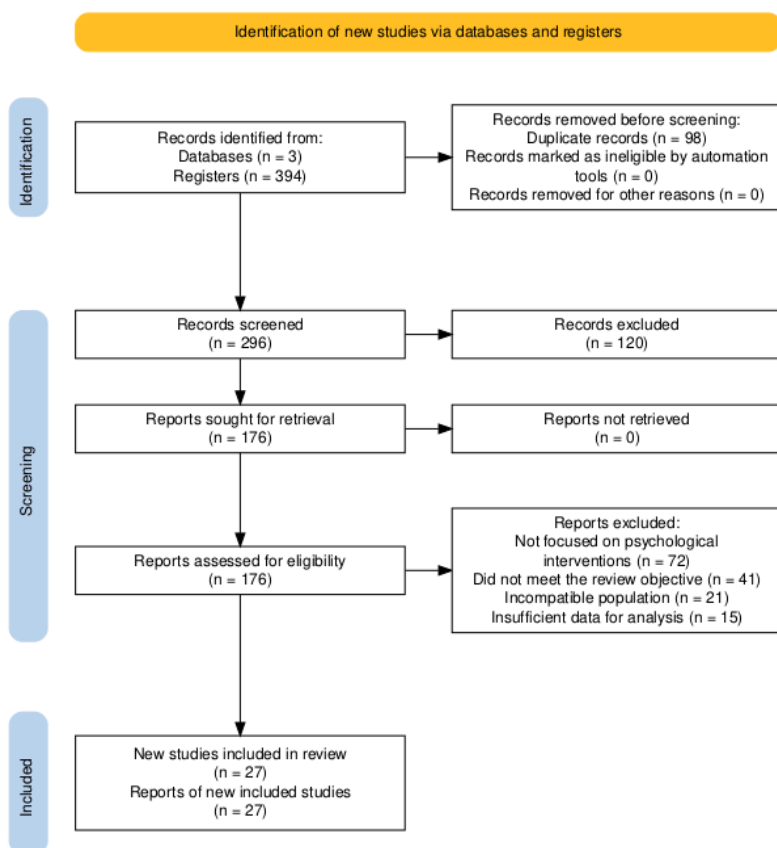 Identification of new studies via databases and registers
Identification
Records identified from:
Databases (n = 3)
Registers (n = 394)
Records removed before screening:
Duplicate records (n = 98)
Records marked as ineligible by automation
tools (n = 0)
Records removed for other reasons (n = 0)
Screening
Records screened
(n = 296)
Records excluded
(n = 120)
Reports sought for retrieval
(n = 176)
Reports not retrieved
(n = 0)
Reports assessed for eligibility
(n = 176)
Reports excluded:
Not focused on psychological
interventions (n = 72)
Did not meet the review objective (n = 41)
Incompatible population (n = 21)
Insufficient data for analysis (n = 15)
Included
New studies included in review
(n = 27)
Reports of new included studies
(n = 27)